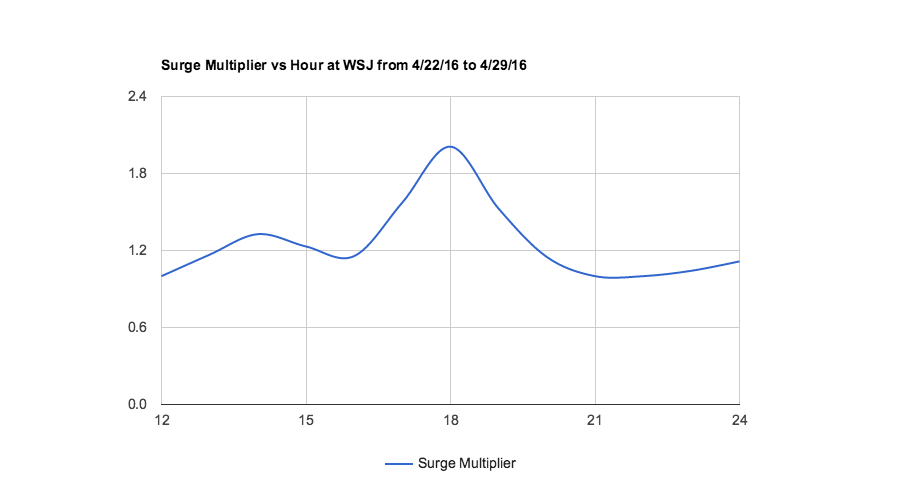 Surge Multiplier vs Hour at WSJ from 4/22/16 to 4/29/16
2.4
1.8
1.2
0.6
0.0
12 15 18 21 24
Surge Multiplier